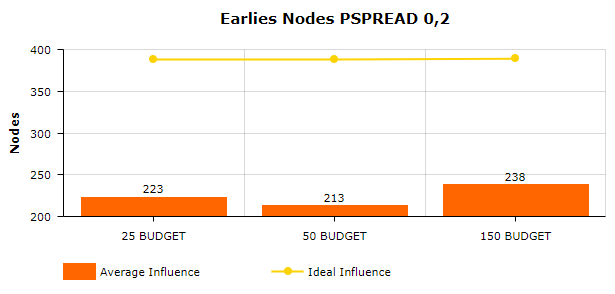 Earlies Nodes PSPREAD 0,2
Nodes
400
350
300
250
200
223
213
238
25 BUDGET
50 BUDGET
150 BUDGET
Average Influence
Ideal Influence